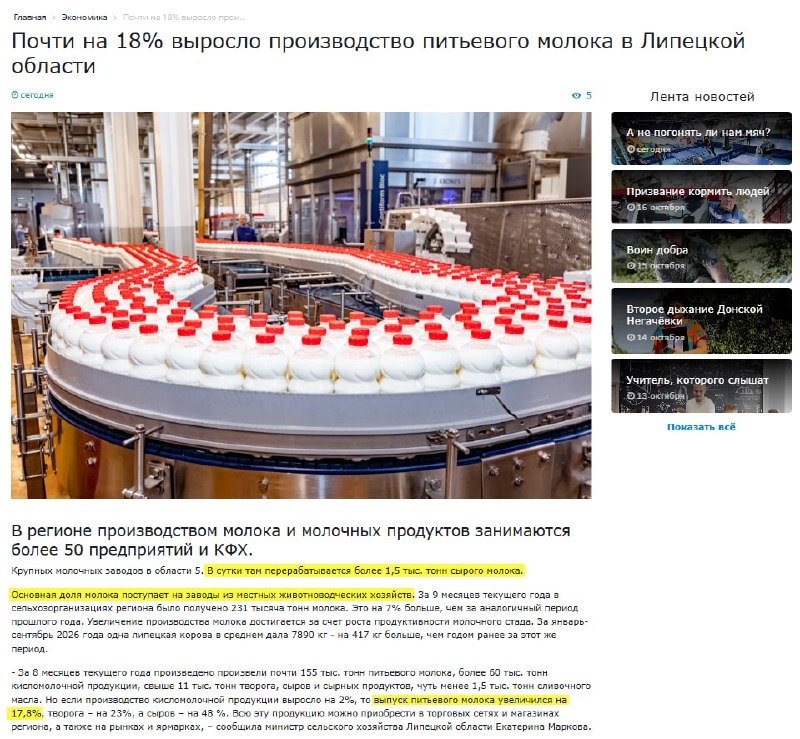 Главная › Экономика › Почти на 18% выросло прои...
Почти на 18% выросло производство питьевого молока в Липецкой
области
сегодня
5
KRONES
Contiform Bloc
Лента новостей
А не погонять ли нам мяч?
сегодня
Призвание кормить людей
16 октября
Воин добра
15 октября
Второе дыхание Донской
Негачёвки
14 октября
Учитель, которого слышат
13 октября
Показать всё
В регионе производством молока и молочных продуктов занимаются
более 50 предприятий и КФХ.
Крупных молочных заводов в области 5. В сутки там перерабатывается более 1,5 тыс. тонн сырого молока.
Основная доля молока поступает на заводы из местных животноводческих хозяйств. За 9 месяцев текущего года в
сельхозорганизациях региона было получено 231 тысяча тонн молока. Это на 7% больше, чем за аналогичный период
прошлого года. Увеличение производства молока достигается за счет роста продуктивности молочного стада. За январь-
сентябрь 2026 года одна липецкая корова в среднем дала 7890 кг - на 417 кг больше, чем годом ранее за этот же
период.
- За 8 месяцев текущего года произведено произвели почти 155 тыс. тонн питьевого молока, более 60 тыс. тонн
кисломолочной продукции, свыше 11 тыс. тонн творога, сыров и сырных продуктов, чуть менее 1,5 тыс. тонн сливочного
масла. Но если производство кисломолочной продукции выросло на 2%, то выпуск питьевого молока увеличился на
17,8%, творога – на 23%, а сыров – на 48 %. Всю эту продукцию можно приобрести в торговых сетях и магазинах
региона, а также на рынках и ярмарках, – сообщила министр сельского хозяйства Липецкой области Екатерина Маркова.